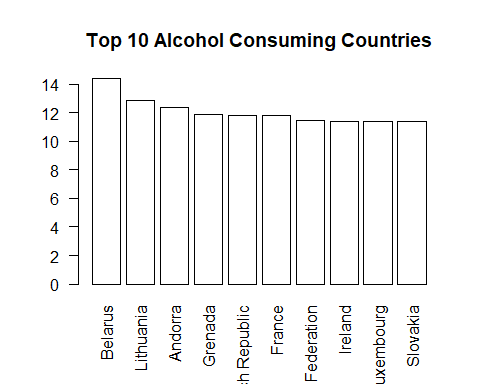 Top 10 Alcohol Consuming Countries
14
12
10
8
6
4
2
0
Belarus
Lithuania
Andorra
Grenada
ch Republic
France
Federation
Ireland
uxembourg
Slovakia